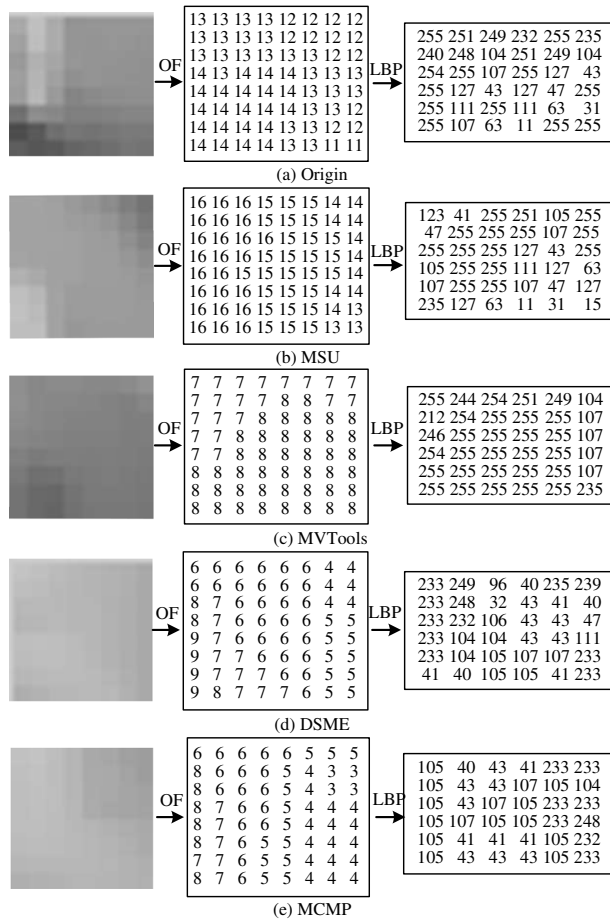 OF
13 13 13 13 12 12 12 12
13 13 13 13 13 12 12 12
13 13 13 13 13 12 12 12
14 13 14 14 14 13 13 13
14 14 14 14 13 13 13 13
14 14 14 14 13 13 12 12
14 14 14 14 13 13 12 12
14 14 14 14 13 13 11 11
LBP
255 251 249 232 255 235
240 248 104 251 249 104
254 255 107 255 127 43
255 127 43 127 47 255
255 111 255 111 63 31
255 107 63 11 255 255
(a) Origin
OF
16 16 16 15 15 15 14 14
16 16 16 15 15 15 14 14
16 16 16 16 15 15 15 14
16 16 16 15 15 15 15 14
16 16 16 15 15 15 15 14
16 16 16 15 15 15 14 14
16 16 16 15 15 14 14 13
16 16 16 15 15 15 13 13
LBP
123 41 255 251 105 255
47 255 255 255 107 255
255 255 255 127 43 255
105 255 255 111 127 63
107 255 255 107 47 127
235 127 63 11 31 15
(b) MSU
OF
7 7 7 7 7 7 7 7
7 7 7 7 8 8 7 7
7 7 7 8 8 8 8 8
7 7 8 8 8 8 8 8
7 7 8 8 8 8 8 8
8 8 8 8 8 8 8 8
8 8 8 8 8 8 8 8
8 8 8 8 8 8 8 8
LBP
255 244 254 251 249 104
212 254 255 255 255 107
246 255 255 255 255 107
254 255 255 255 255 107
255 255 255 255 255 107
255 255 255 255 255 235
(c) MVTools
OF
6 6 6 6 6 6 4 4
6 6 6 6 6 6 4 4
8 7 6 6 6 6 4 4
8 7 6 6 6 6 5 5
9 7 6 6 6 6 5 5
9 7 7 6 6 6 5 5
9 7 7 7 6 6 5 5
9 8 7 7 7 6 5 5
LBP
233 249 96 40 235 239
233 248 32 43 41 40
233 232 106 43 43 47
233 104 104 43 43 111
233 104 105 107 107 233
41 40 105 105 41 233
(d) DSME
OF
6 6 6 6 6 5 5 5
8 6 6 6 5 4 3 3
8 6 6 6 5 4 3 3
8 7 6 6 5 4 4 4
8 7 6 6 5 4 4 4
8 7 6 5 5 4 4 4
7 7 6 5 5 4 4 4
8 7 6 5 5 4 4 4
LBP
105 40 43 41 233 233
105 43 43 107 105 104
105 43 107 105 233 233
105 107 105 105 233 248
105 41 41 41 105 232
105 43 43 43 105 233
(e) MCMP